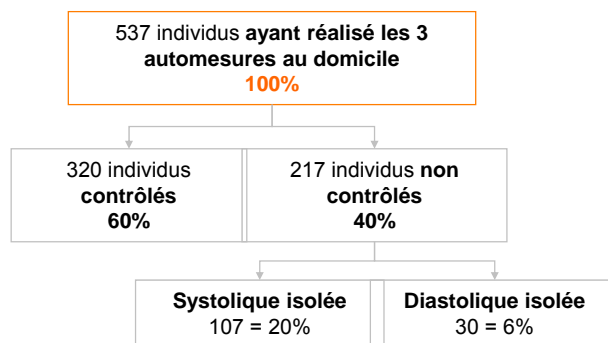 537 individus ayant réalisé les 3
automesures au domicile
100%
320 individus
contrôlés
60%
217 individus non
contrôlés
40%
Systolique isolée
107 = 20%
Diastolique isolée
30 = 6%